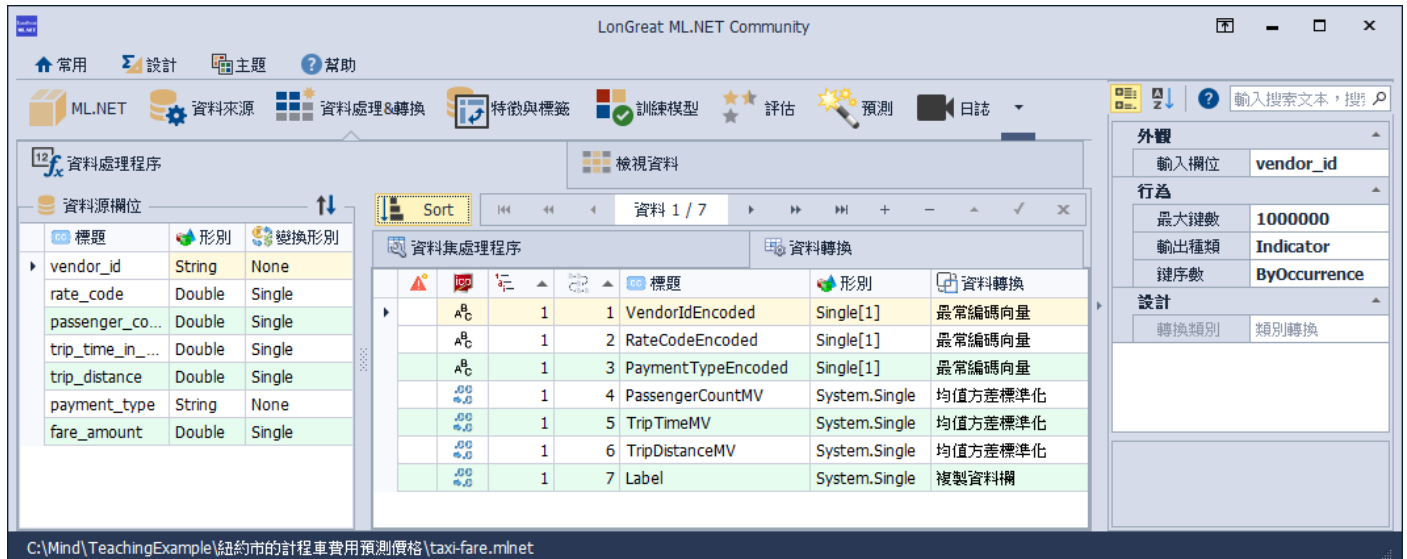 LonGreat ML.NET Community
常用 設計 主題 幫助
ML.NET 資料來源 資料處理&轉換 特徵與標籤 訓練模型 評估 預測 日誌
資料處理程序 檢視資料
資料源欄位
標題 形別 變換形別
vendor_id String None
rate_code Double Single
passenger_co... Double Single
trip_time_in_... Double Single
trip_distance Double Single
payment_type String None
fare_amount Double Single
Sort 資料 1 / 7
資料集處理程序 資料轉換
標題 形別 資料轉換
1 1 VendorIdEncoded Single[1] 最常編碼向量
1 2 RateCodeEncoded Single[1] 最常編碼向量
1 3 PaymentTypeEncoded Single[1] 最常編碼向量
1 4 PassengerCountMV System.Single 均值方差標準化
1 5 TripTimeMV System.Single 均值方差標準化
1 6 TripDistanceMV System.Single 均值方差標準化
1 7 Label System.Single 複製資料欄
輸入搜索文本，搜
外觀
輸入欄位 vendor_id
行為
最大鍵數 1000000
輸出種類 Indicator
鍵序數 ByOccurrence
設計
轉換類別 類別轉換
C:\Mind\TeachingExample\紐約市的計程車費用預測價格\taxi-fare.mlnet